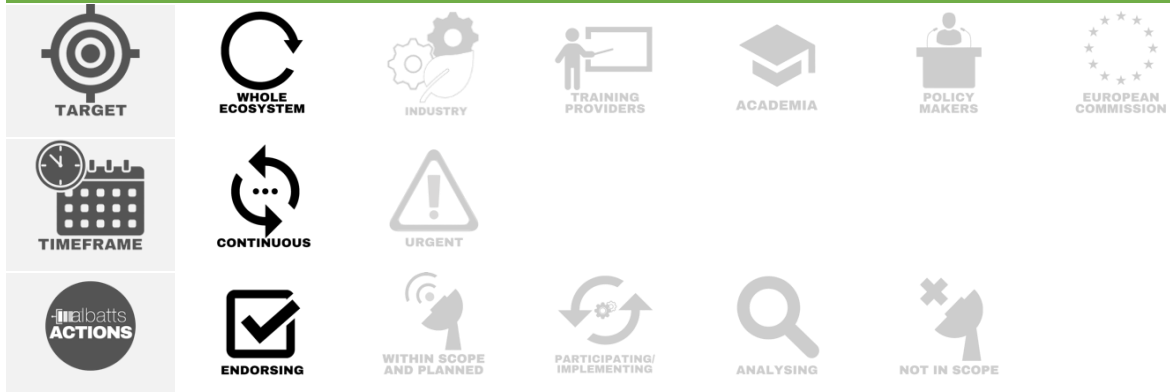 TARGET
WHOLE
ECOSYSTEM
INDUSTRY
TRAINING
PROVIDERS
ACADEMIA
POLICY
MAKERS
EUROPEAN
COMMISSION
TIMEFRAME
CONTINUOUS
URGENT
albatts
ACTIONS
ENDORSING
WITHIN SCOPE
AND PLANNED
PARTICIPATING/
IMPLEMENTING
ANALYSING
NOT IN SCOPE